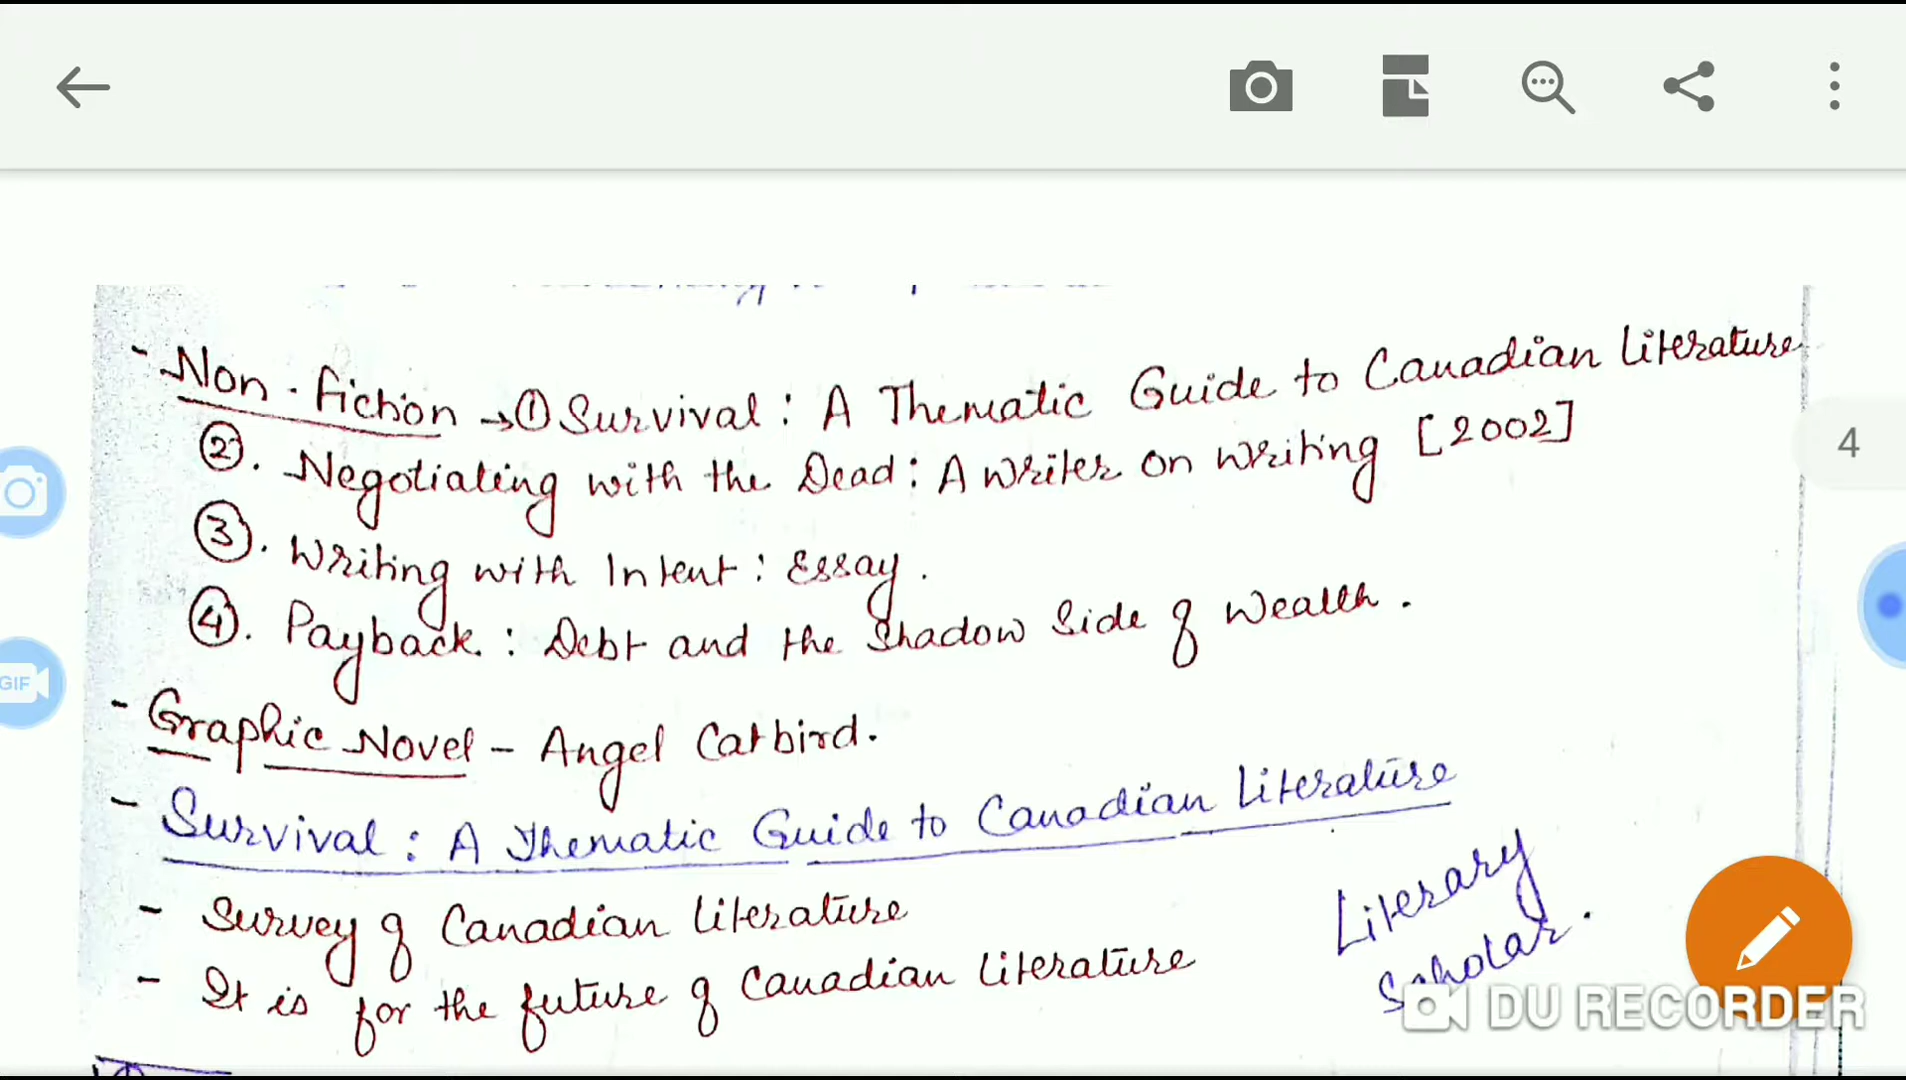 - Non-fiction → ① Survival: A Thematic Guide to Canadian Literature
②. Negotiating with the Dead: A Writer on Writing [2002]
4
③. Writing with Intent: Essay.
④. Payback: Debt and the Shadow Side of Wealth.
GIF
- Graphic Novel - Angel Catbird.
- Survival: A Thematic Guide to Canadian Literature
- Survey of Canadian Literature
Literary
Scholar.
- It is for the future of Canadian Literature
DU RECORDER